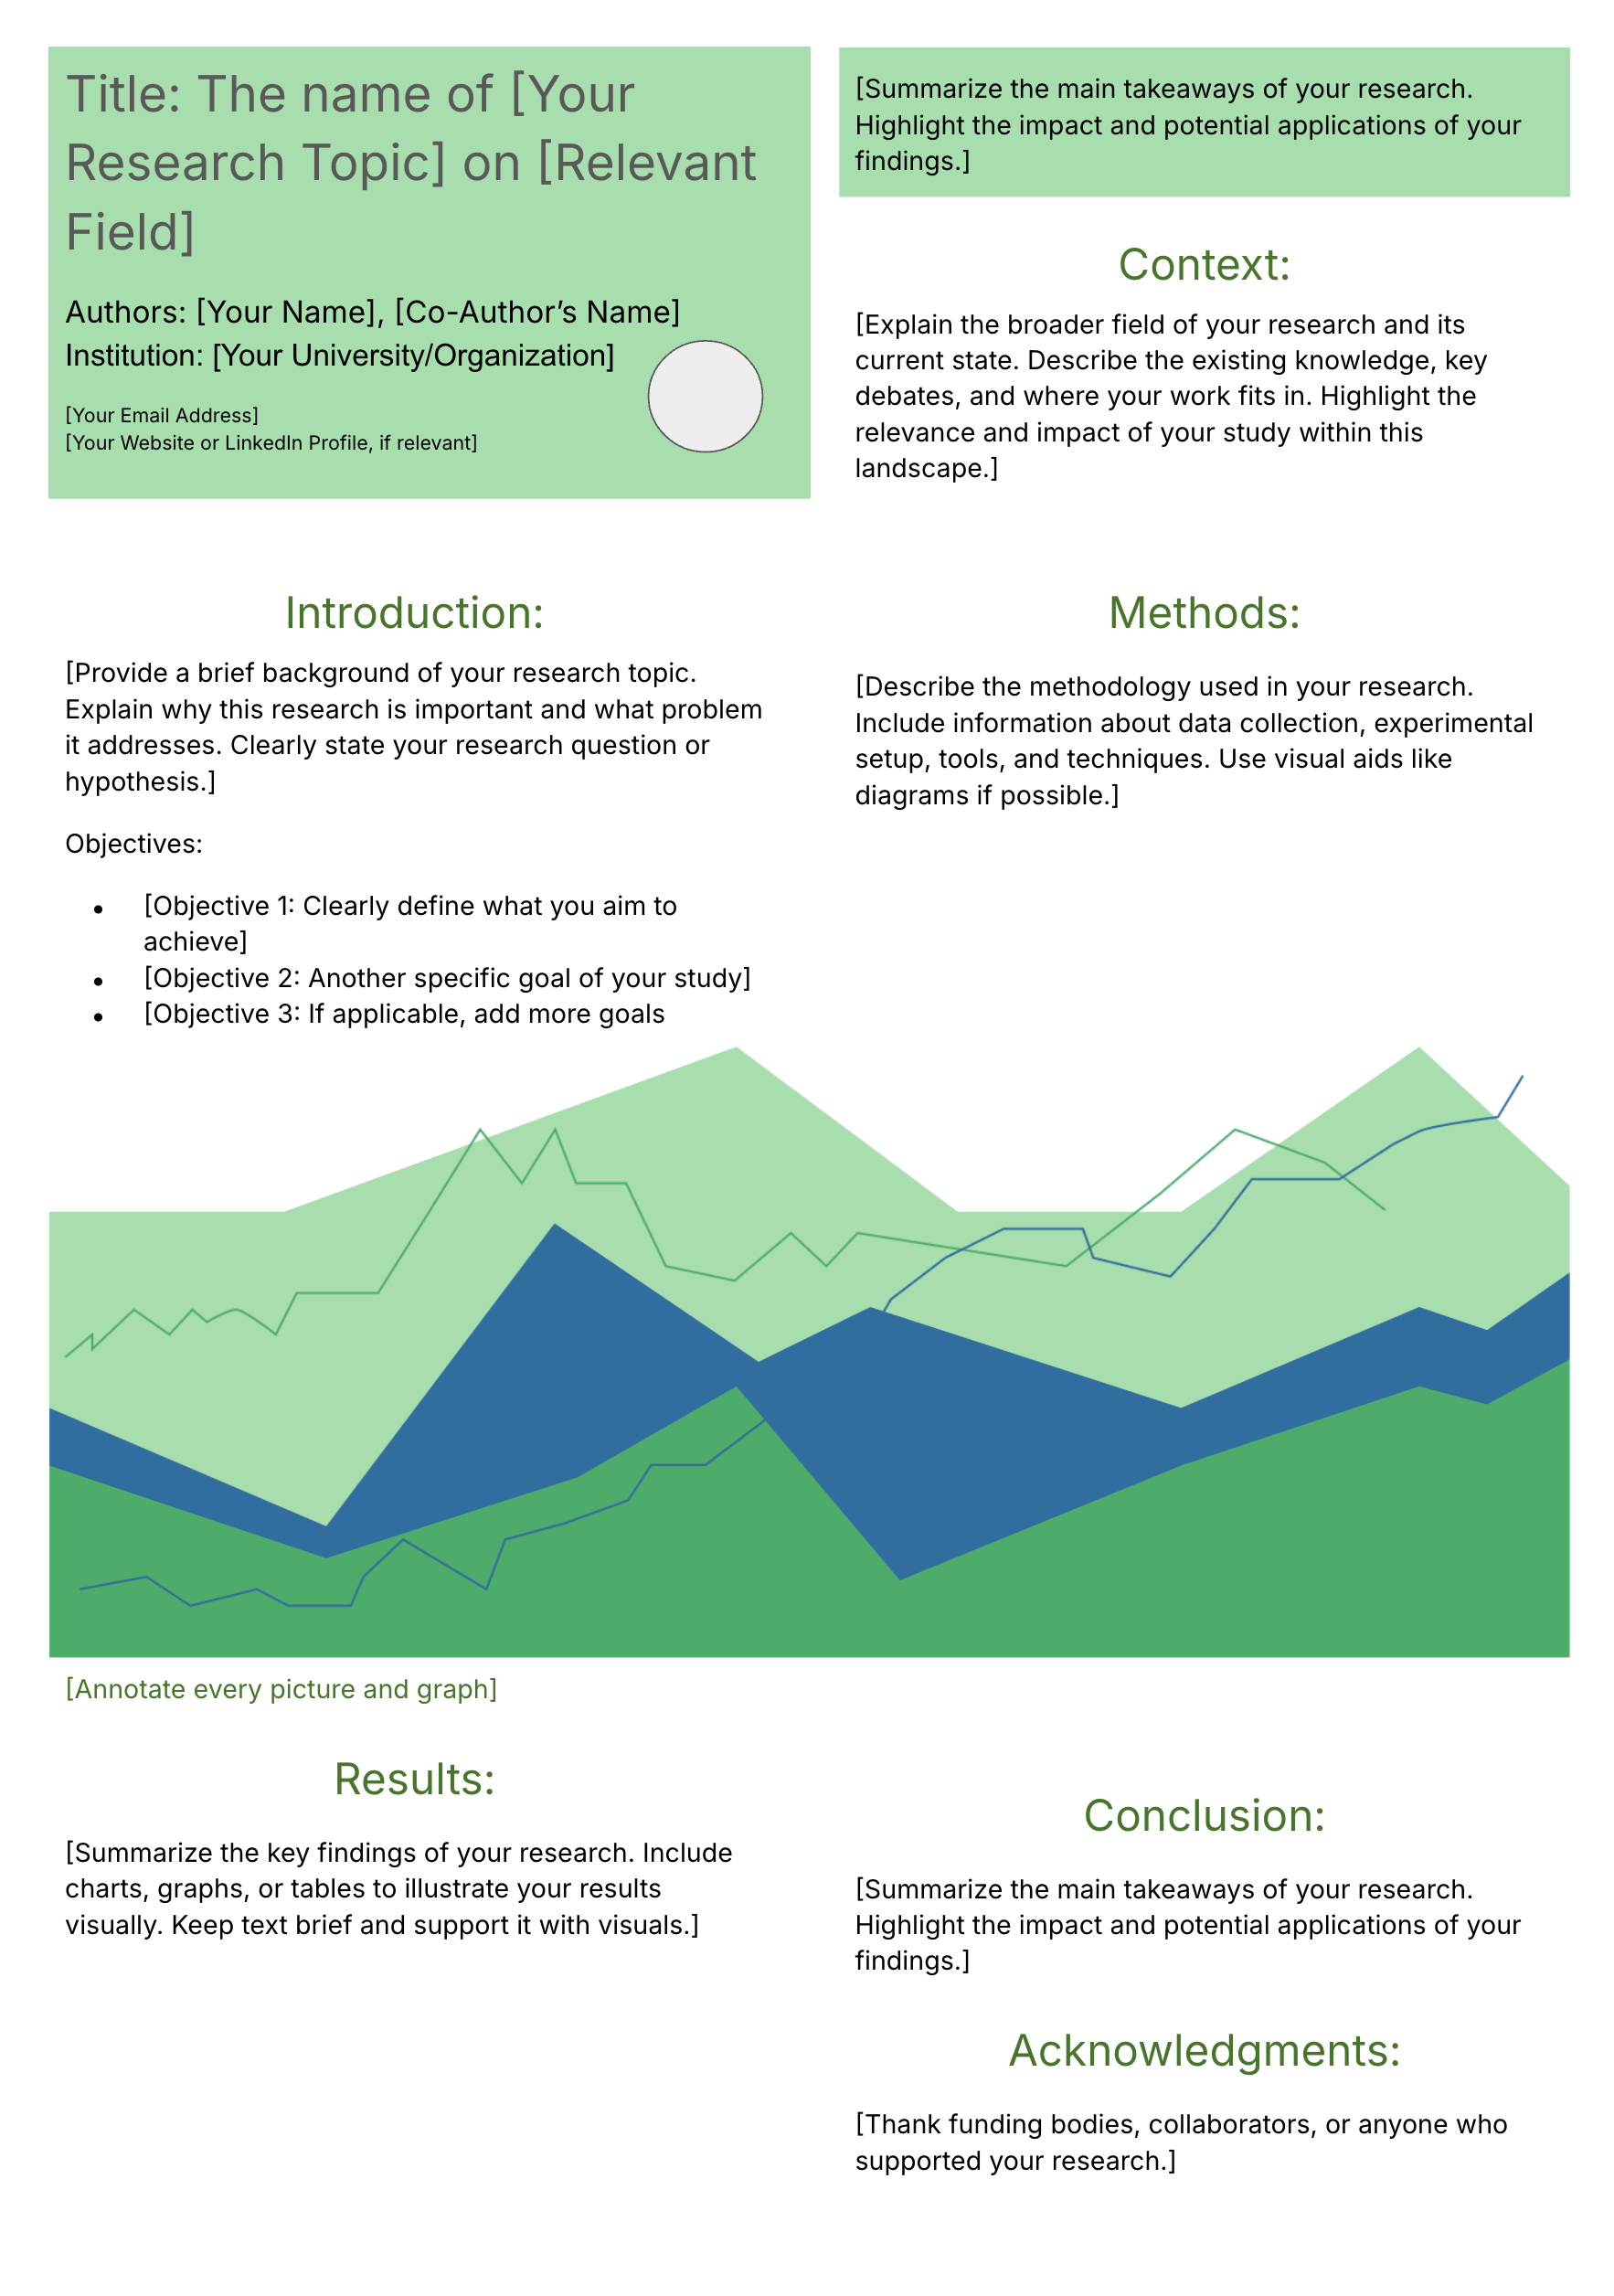 Title: The name of [Your
Research Topic] on [Relevant
Field]
Authors: [Your Name], [Co-Author’s Name]
Institution: [Your University/Organization]
[Your Email Address]
[Your Website or LinkedIn Profile, if relevant]
[Summarize the main takeaways of your research.
Highlight the impact and potential applications of your
findings.]
Context:
[Explain the broader field of your research and its
current state. Describe the existing knowledge, key
debates, and where your work fits in. Highlight the
relevance and impact of your study within this
landscape.]
Introduction:
[Provide a brief background of your research topic.
Explain why this research is important and what problem
it addresses. Clearly state your research question or
hypothesis.]
Objectives:
• [Objective 1: Clearly define what you aim to
achieve]
• [Objective 2: Another specific goal of your study]
• [Objective 3: If applicable, add more goals
Methods:
[Describe the methodology used in your research.
Include information about data collection, experimental
setup, tools, and techniques. Use visual aids like
diagrams if possible.]
[Annotate every picture and graph]
Results:
[Summarize the key findings of your research. Include
charts, graphs, or tables to illustrate your results
visually. Keep text brief and support it with visuals.]
Conclusion:
[Summarize the main takeaways of your research.
Highlight the impact and potential applications of your
findings.]
Acknowledgments:
[Thank funding bodies, collaborators, or anyone who
supported your research.]